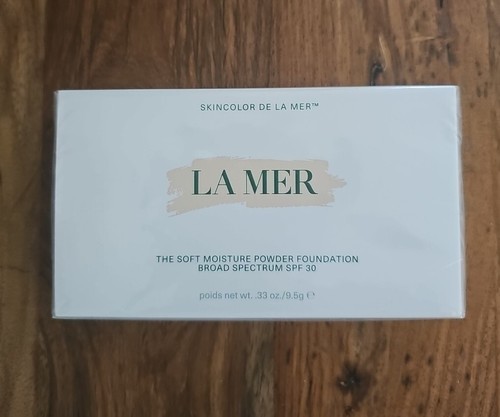 SKINCOLOR DE LA MER™
LA MER
THE SOFT MOISTURE POWDER FOUNDATION
BROAD SPECTRUM SPF 30
poids net wt. .33 oz./9.5g ℮